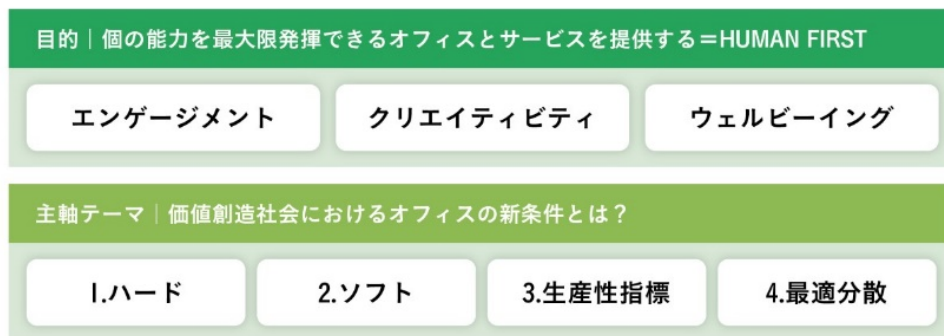 目的｜個の能力を最大限発揮できるオフィスとサービスを提供する＝HUMAN FIRST
エンゲージメント
クリエイティビティ
ウェルビーイング
主軸テーマ｜価値創造社会におけるオフィスの新条件とは？
1.ハード
2.ソフト
3.生産性指標
4.最適分散